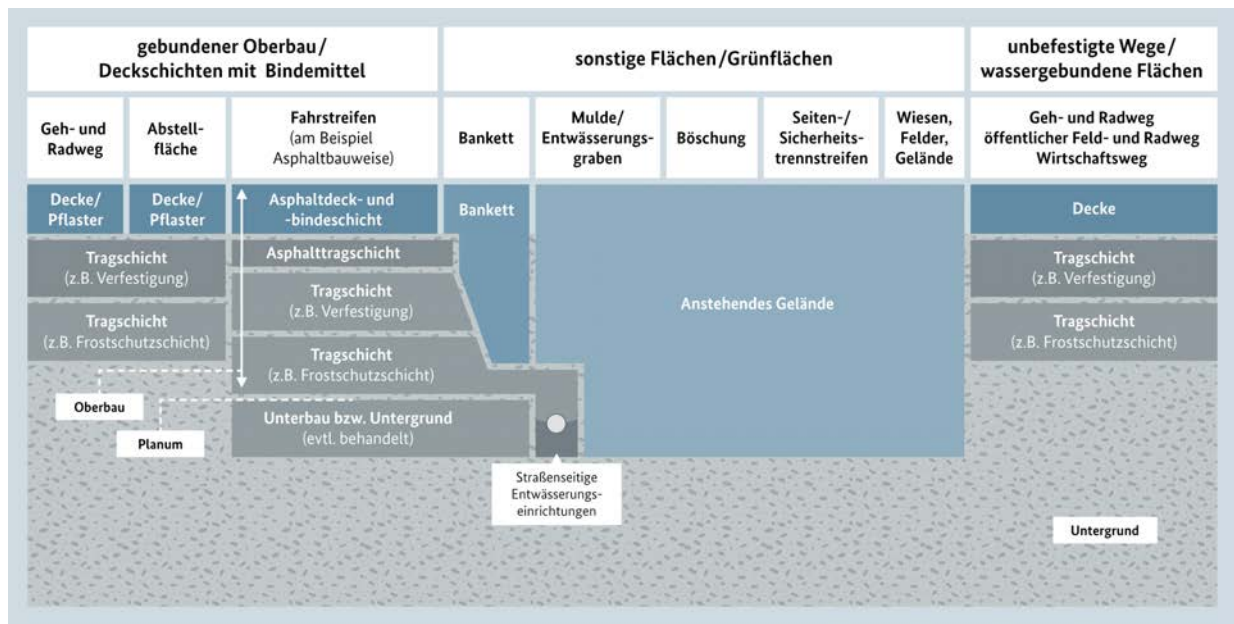 gebundener Oberbau/
Deckschichten mit Bindemittel
sonstige Flächen/Grünflächen
unbefestigte Wege/
wassergebundene Flächen
Geh- und
Radweg
Abstell-
fläche
Fahrstreifen
(am Beispiel
Asphaltbauweise)
Bankett
Mulde/
Entwässerungs-
graben
Böschung
Seiten-/
Sicherheits-
trennstreifen
Wiesen,
Felder,
Gelände
Geh- und Radweg
öffentlicher Feld- und Radweg
Wirtschaftsweg
Decke/
Pflaster
Decke/
Pflaster
Asphaltdeck- und
-bindeschicht
Bankett
Decke
Asphalttragschicht
Tragschicht
(z.B. Verfestigung)
Tragschicht
(z.B. Verfestigung)
Anstehendes Gelände
Tragschicht
(z.B. Verfestigung)
Tragschicht
(z.B. Frostschutzschicht)
Tragschicht
(z.B. Frostschutzschicht)
Tragschicht
(z.B. Frostschutzschicht)
Oberbau
Unterbau bzw. Untergrund
(evtl. behandelt)
Planum
Straßenseitige
Entwässerungs-
einrichtungen
Untergrund